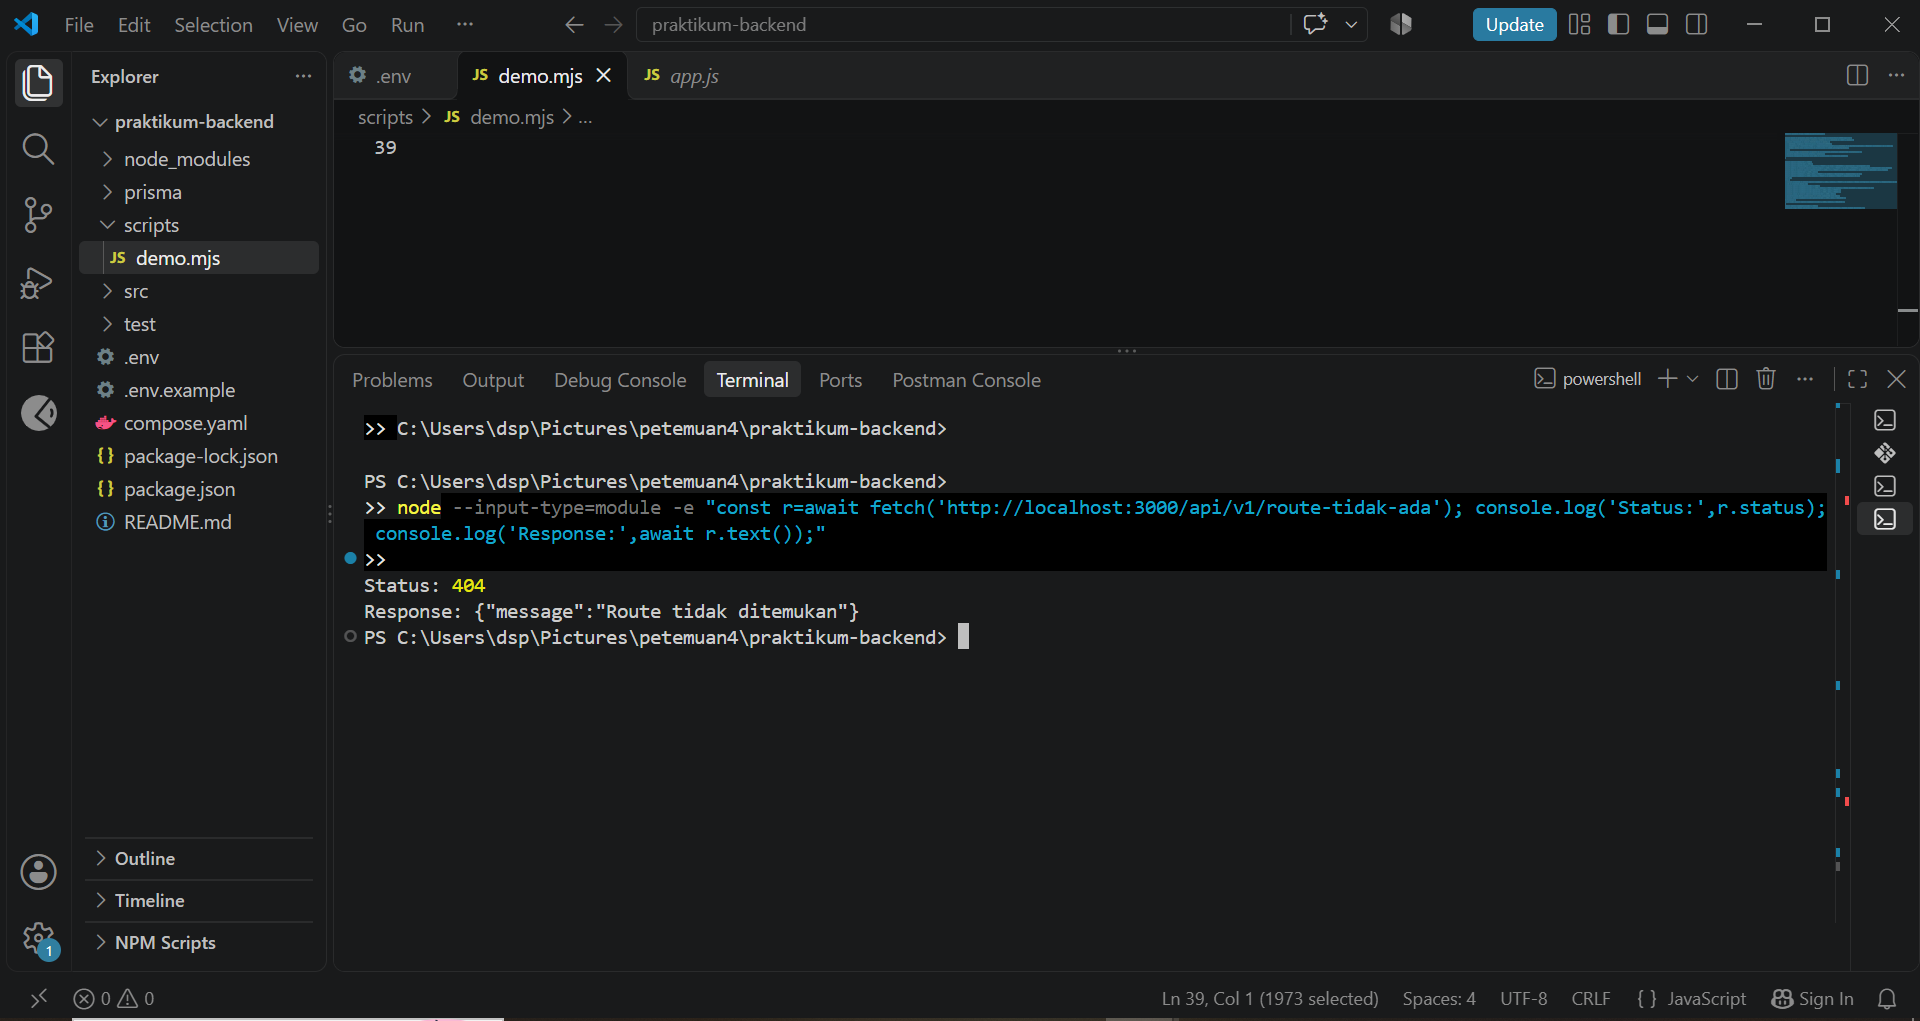 File Edit Selection View Go Run ··· praktikum-backend Update
Explorer ···
praktikum-backend
node_modules
prisma
scripts
JS demo.mjs
src
test
.env
.env.example
compose.yaml
{} package-lock.json
{} package.json
README.md
Outline
Timeline
NPM Scripts
1
.env JS demo.mjs JS app.js
scripts > JS demo.mjs > ...
39
Problems Output Debug Console Terminal Ports Postman Console powershell
>> C:\Users\dsp\Pictures\petemuan4\praktikum-backend>
PS C:\Users\dsp\Pictures\petemuan4\praktikum-backend>
>> node --input-type=module -e "const r=await fetch('http://localhost:3000/api/v1/route-tidak-ada'); console.log('Status:',r.status);
console.log('Response:',await r.text());"
>>
Status: 404
Response: {"message":"Route tidak ditemukan"}
PS C:\Users\dsp\Pictures\petemuan4\praktikum-backend>
0 0 Ln 39, Col 1 (1973 selected) Spaces: 4 UTF-8 CRLF {} JavaScript Sign In